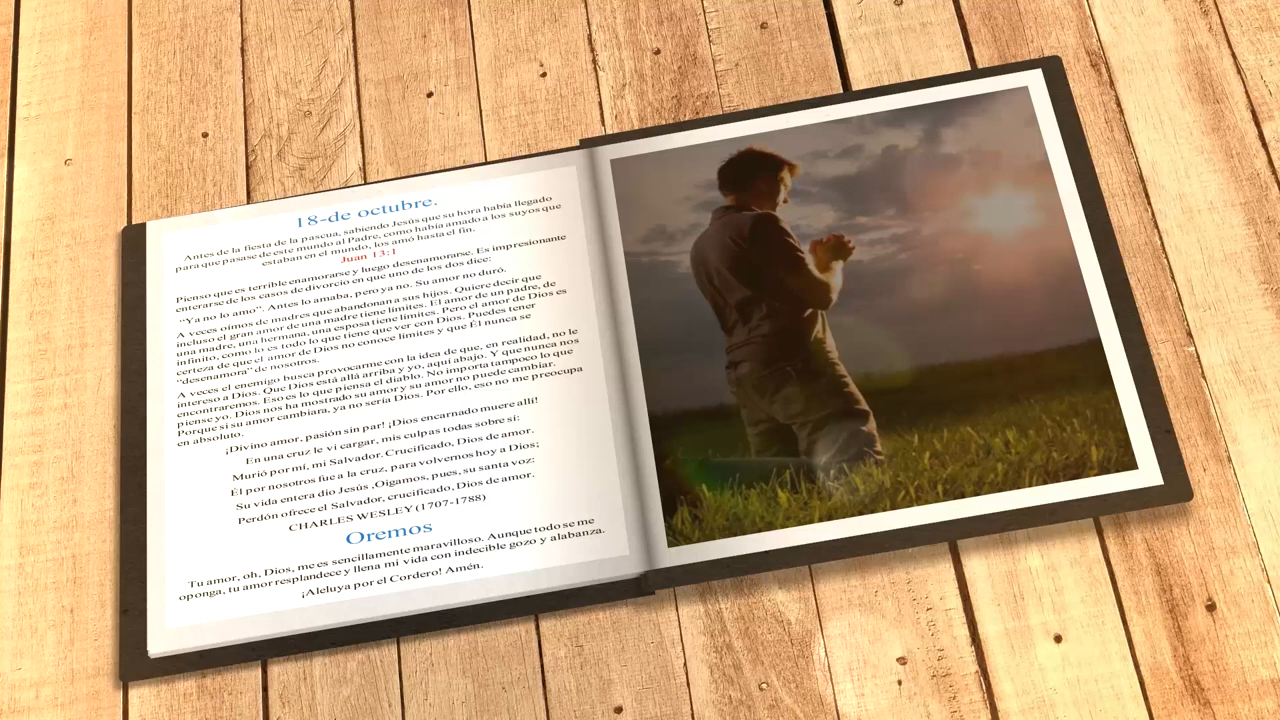 18-de octubre.
Antes de la fiesta de la pascua, sabiendo Jesús que su hora había llegado
para que pasase de este mundo al Padre, como había amado a los suyos que
estaban en el mundo, los amó hasta el fin.
Juan 13:1
Pienso que es terrible enamorarse y luego desenamorarse. Es impresionante
enterarse de los casos de divorcio en que uno de los dos dice:
“Ya no lo amo”. Antes lo amaba, pero ya no. Su amor no duró.
A veces oímos de madres que abandonan a sus hijos. Quiere decir que
incluso el gran amor de una madre tiene límites. El amor de un padre, de
una madre, una hermana, una esposa tiene límites. Pero el amor de Dios es
infinito, como lo es todo lo que tiene que ver con Dios. Puedes tener
certeza de que el amor de Dios no conoce límites y que Él nunca se
“desenamora” de nosotros.
A veces el enemigo busca provocarme con la idea de que, en realidad, no le
intereso a Dios. Que Dios está allá arriba y yo, aquí abajo. Y que nunca nos
encontraremos. Eso es lo que piensa el diablo. No importa tampoco lo que
piense yo. Dios nos ha mostrado su amor y su amor no puede cambiar.
Porque si su amor cambiara, ya no sería Dios. Por ello, eso no me preocupa
en absoluto.
¡Divino amor, pasión sin par! ¡Dios encarnado muere allí!
En una cruz le vi cargar, mis culpas todas sobre sí:
Murió por mí, mi Salvador. Crucificado, Dios de amor.
Él por nosotros fue a la cruz, para volvernos hoy a Dios;
Su vida entera dio Jesús ,Oigamos, pues, su santa voz:
Perdón ofrece el Salvador, crucificado, Dios de amor.
CHARLES WESLEY (1707-1788)
Oremos
Tu amor, oh, Dios, me es sencillamente maravilloso. Aunque todo se me
oponga, tu amor resplandece y llena mi vida con indecible gozo y alabanza.
¡Aleluya por el Cordero! Amén.